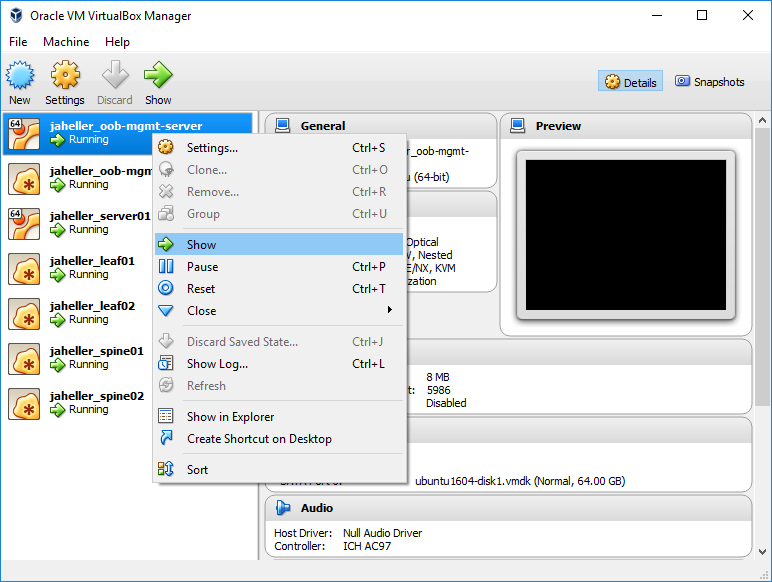 Oracle VM VirtualBox Manager
File Machine Help
New Settings Discard Show
Details Snapshots
64
jaheller_oob-mgmt-server
Running
jaheller_oob-mgm
Running
64
jaheller_server01
Running
jaheller_leaf01
Running
jaheller_leaf02
Running
jaheller_spine01
Running
jaheller_spine02
Running
Settings... Ctrl+S
Clone... Ctrl+O
Remove... Ctrl+R
Group Ctrl+U
Show
Pause Ctrl+P
Reset Ctrl+T
Close
Discard Saved State... Ctrl+J
Show Log... Ctrl+L
Refresh
Show in Explorer
Create Shortcut on Desktop
Sort
General
r_oob-mgmt-
u (64-bit)
Optical
, Nested
E/NX, KVM
zation
8 MB
t: 5986
Disabled
ubuntu1604-disk1.vmdk (Normal, 64.00 GB)
Audio
Host Driver: Null Audio Driver
Controller: ICH AC97
Preview